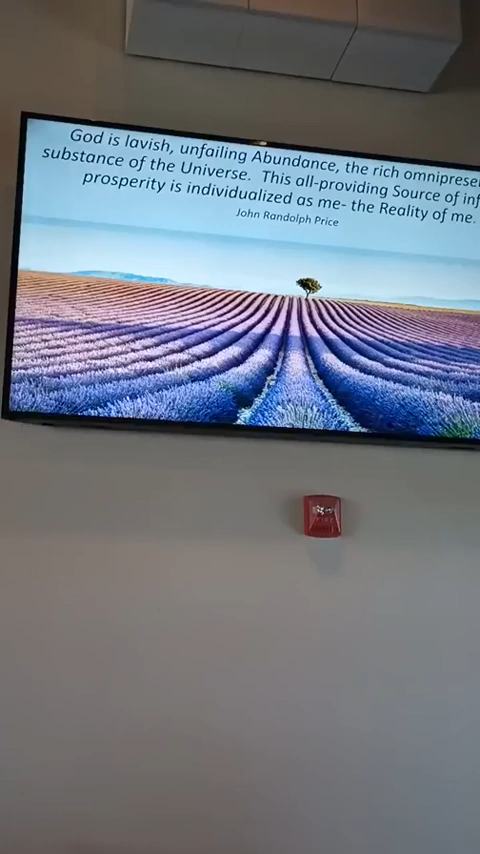 God is lavish, unfailing Abundance, the rich
substance of the Universe. This all-providing Source of
prosperity is individualized as me- the Reality of me.
John Randolph Price
FIRE